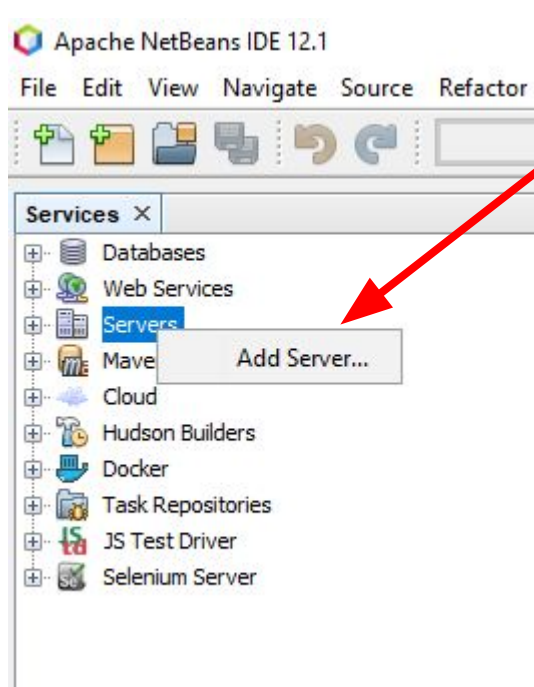 Apache NetBeans IDE 12.1
File Edit View Navigate Source Refactor
Services
Databases
Web Services
Servers
Add Server...
Mave
Cloud
Hudson Builders
Docker
Task Repositories
JS Test Driver
Selenium Server